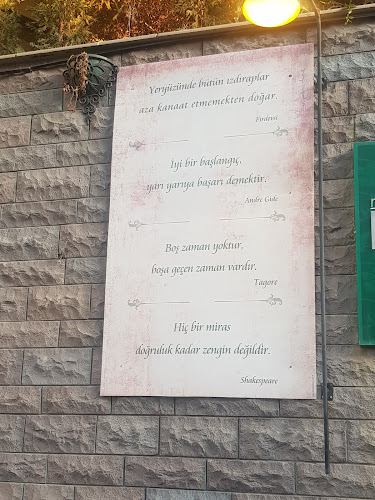 Yeryüzünde bütün ızdıraplar
aza kanaat etmemekten doğar.
Firdevsi
İyi bir başlangıç,
yarı yarıya başarı demektir.
Andre Gide
Boş zaman yoktur,
boşa geçen zaman vardır.
Tagore
Hiç bir miras
doğruluk kadar zengin değildir.
Shakespeare